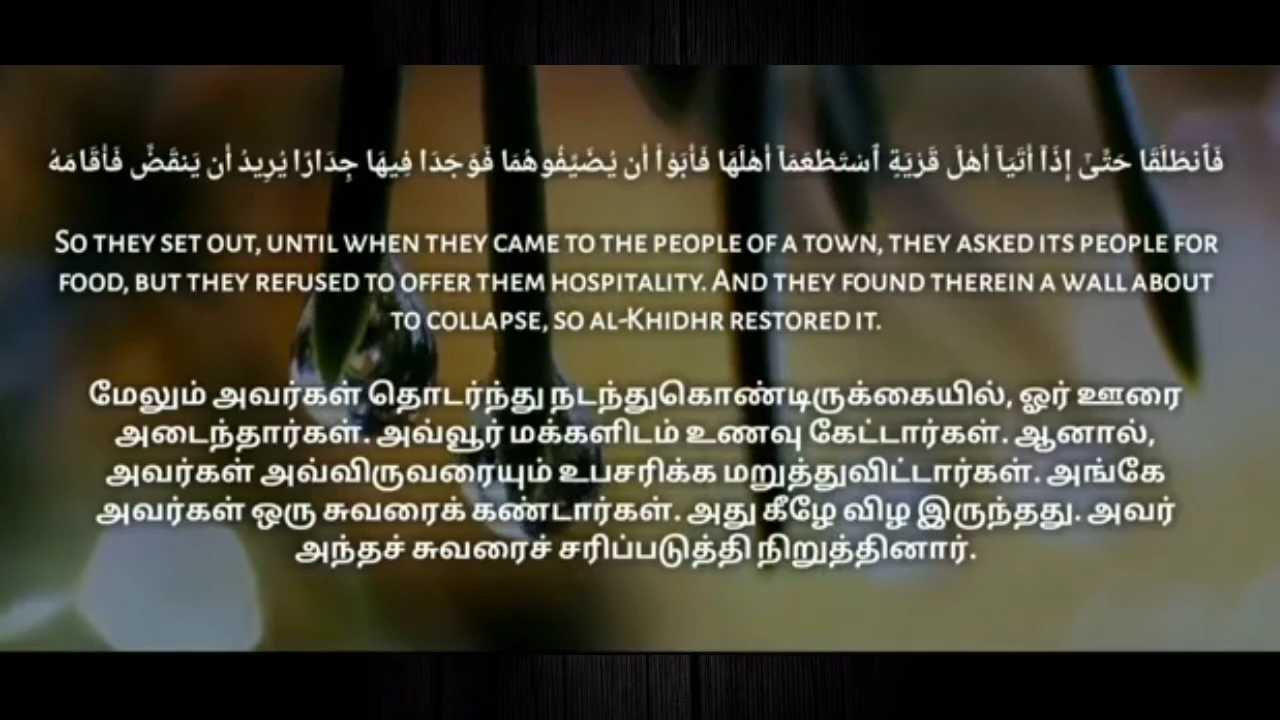 فَٱنطَلَقَا حَتَّىٰٓ إِذَآ أَتَيَآ أَهْلَ قَرْيَةٍ ٱسْتَطْعَمَآ أَهْلَهَا فَأَبَوْا۟ أَن يُضَيِّفُوهُمَا فَوَجَدَا فِيهَا جِدَارًا يُرِيدُ أَن يَنقَضَّ فَأَقَامَهُ
So they set out, until when they came to the people of a town, they asked its people for
food, but they refused to offer them hospitality. And they found therein a wall about
to collapse, so al-Khidhr restored it.
மேலும் அவர்கள் தொடர்ந்து நடந்துகொண்டிருக்கையில், ஓர் ஊரை
அடைந்தார்கள். அவ்வூர் மக்களிடம் உணவு கேட்டார்கள். ஆனால்,
அவர்கள் அவ்விருவரையும் உபசரிக்க மறுத்துவிட்டார்கள். அங்கே
அவர்கள் ஒரு சுவரைக் கண்டார்கள். அது கீழே விழ இருந்தது. அவர்
அந்தச் சுவரைச் சரிப்படுத்தி நிறுத்தினார்.